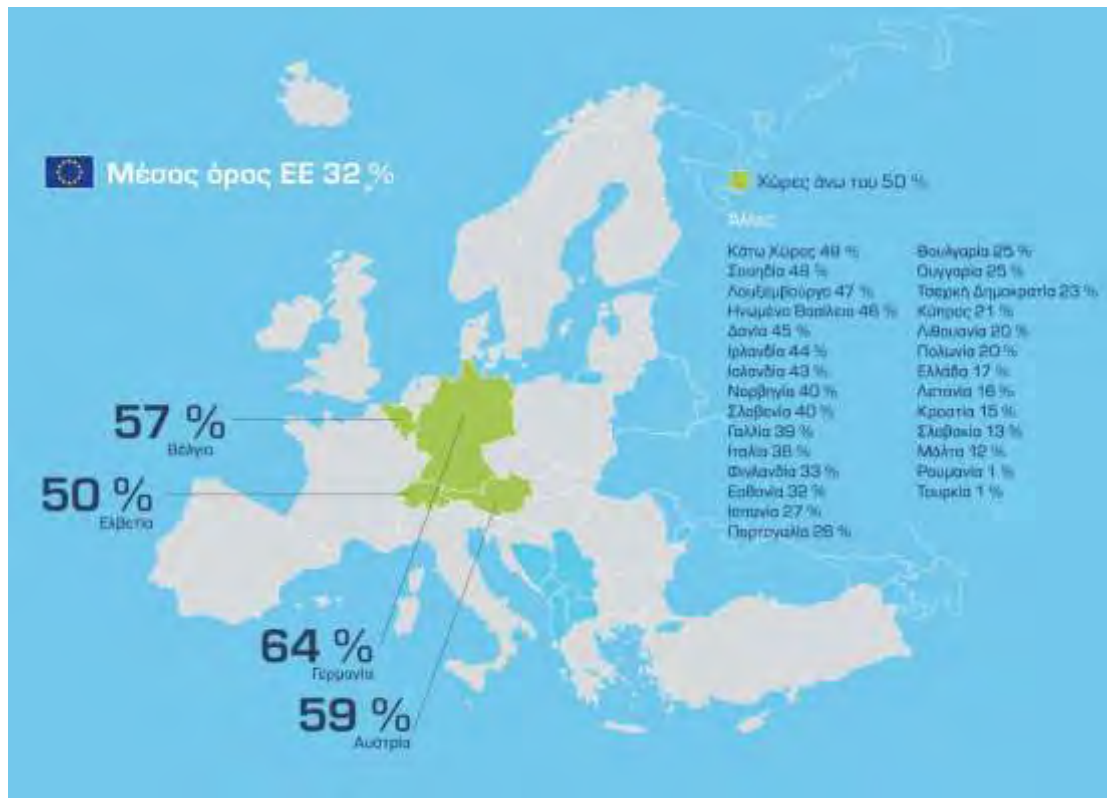 Μέσος όρος ΕΕ 32 %
Χώρες άνω του 50 %
Άλλες
Κάτω Χώρες 49 %
Σουηδία 48 %
Λουξεμβούργο 47 %
Ηνωμένο Βασίλειο 46 %
Δανία 45 %
Ιρλανδία 44 %
Ισλανδία 43 %
Νορβηγία 40 %
Σλοβενία 40 %
Γαλλία 39 %
Ιταλία 38 %
Φινλανδία 33 %
Εσθονία 32 %
Ισπανία 27 %
Πορτογαλία 26 %
Βουλγαρία 25 %
Ουγγαρία 25 %
Τσεχική Δημοκρατία 23 %
Κύπρος 21 %
Λιθουανία 20 %
Πολωνία 20 %
Ελλάδα 17 %
Λετονία 16 %
Κροατία 15 %
Σλοβακία 13 %
Μάλτα 12 %
Ρουμανία 1 %
Τουρκία 1 %
57 %
Βέλγιο
50 %
Ελβετία
64 %
Γερμανία
59 %
Αυστρία